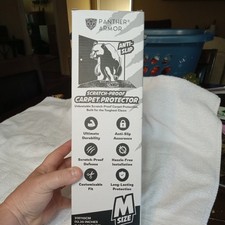 PANTHER
ARMOR
ANTI-
SLIP
SCRATCH-PROOF
CARPET PROTECTOR
Ultimate
Durability
Anti-Slip
Assurance
Scratch-Proof
Defense
Hassle-Free
Installation
Customizable
Fit
Long-Lasting
Protection
M
SIZE